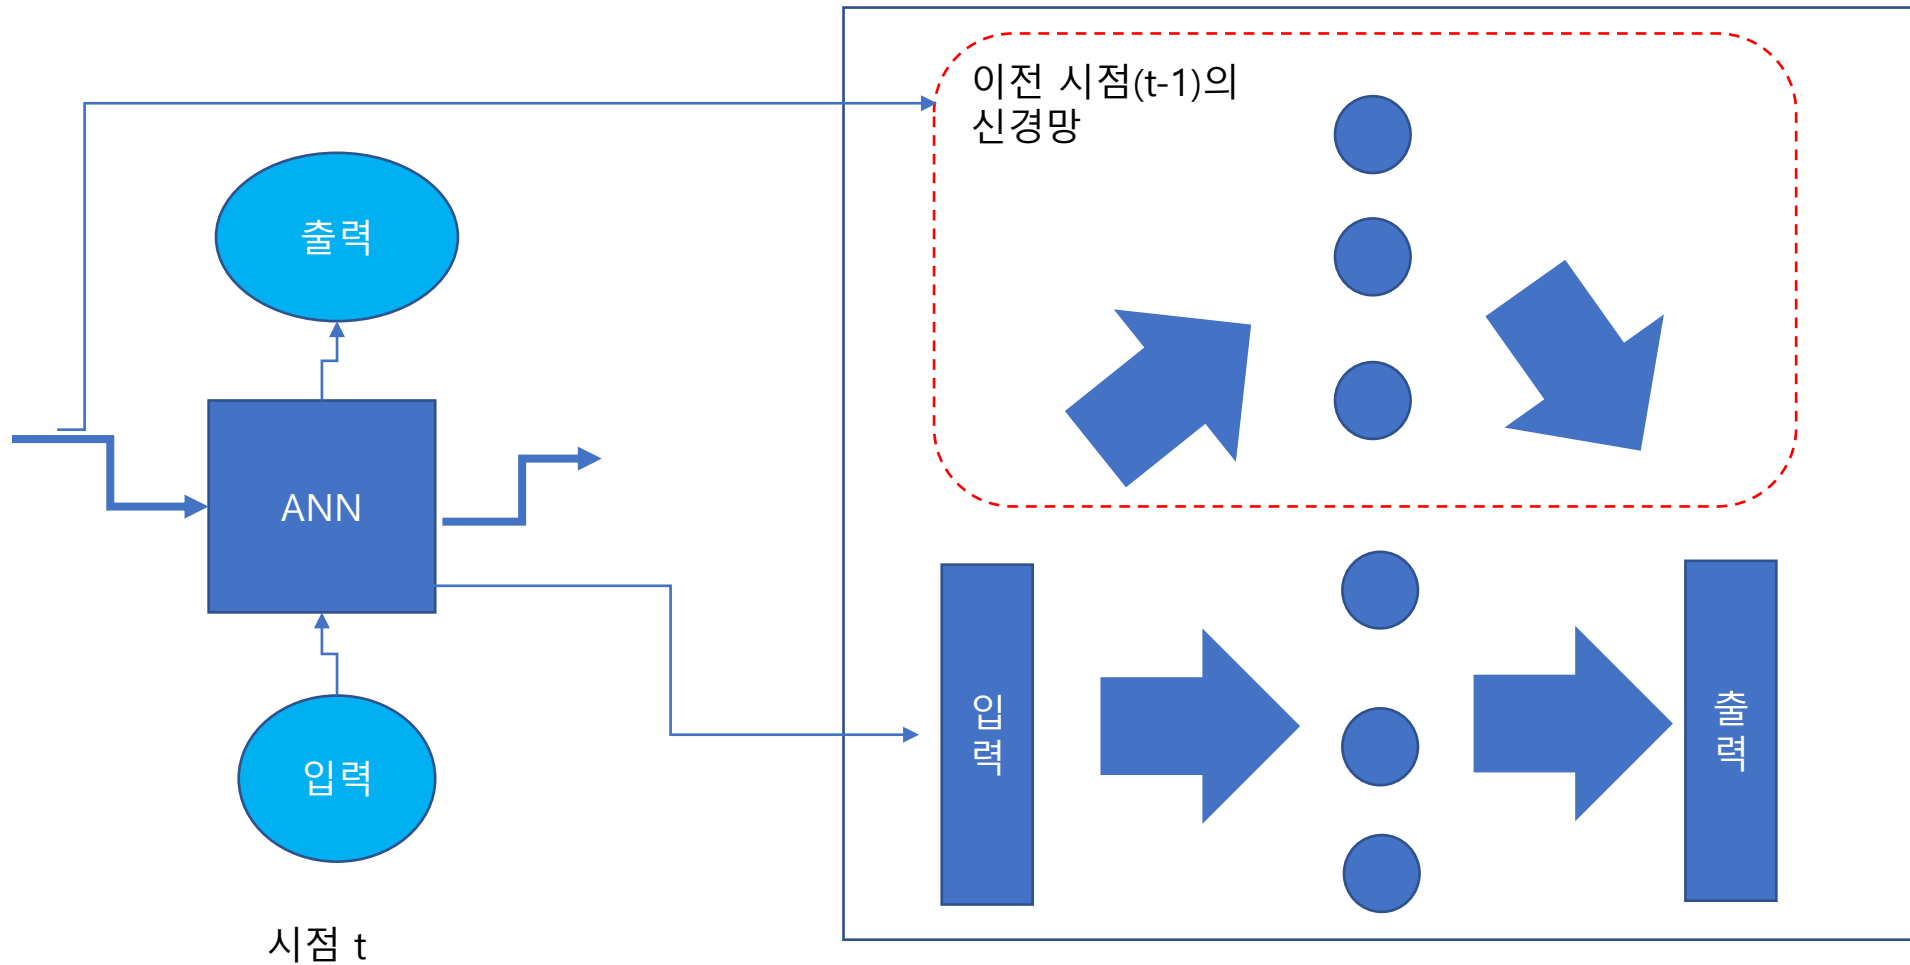 출력
ANN
입력
시점 t
이전 시점(t-1)의
신경망
입
력
출
력